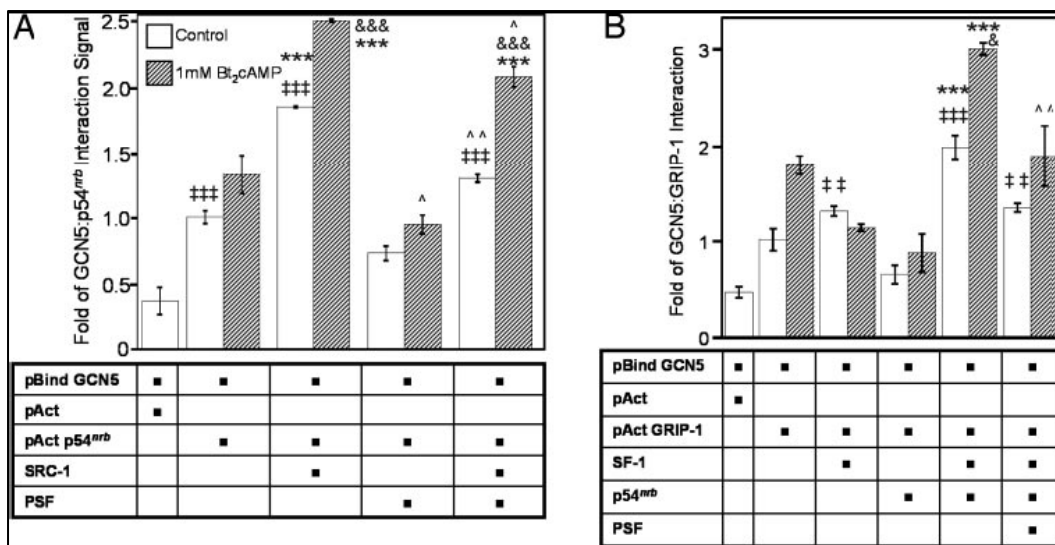 A
Fold of GCN5:p54nrb Interaction Signal
2.5
2.0
1.5
1.0
0.5
0
Control
1mM Bt2cAMP
‡‡‡
***
‡‡‡
&&&
***
^
^^
‡‡‡
^
&&&
***
pBind GCN5 ■ ■ ■ ■ ■
pAct ■
pAct p54nrb ■ ■ ■ ■
SRC-1 ■ ■
PSF ■ ■
B
Fold of GCN5:GRIP-1 Interaction
3
2
1
0
‡‡
***
‡‡‡
***
&
‡‡
^^
pBind GCN5 ■ ■ ■ ■ ■ ■
pAct ■
pAct GRIP-1 ■ ■ ■ ■ ■
SF-1 ■ ■ ■
p54nrb ■ ■ ■
PSF ■